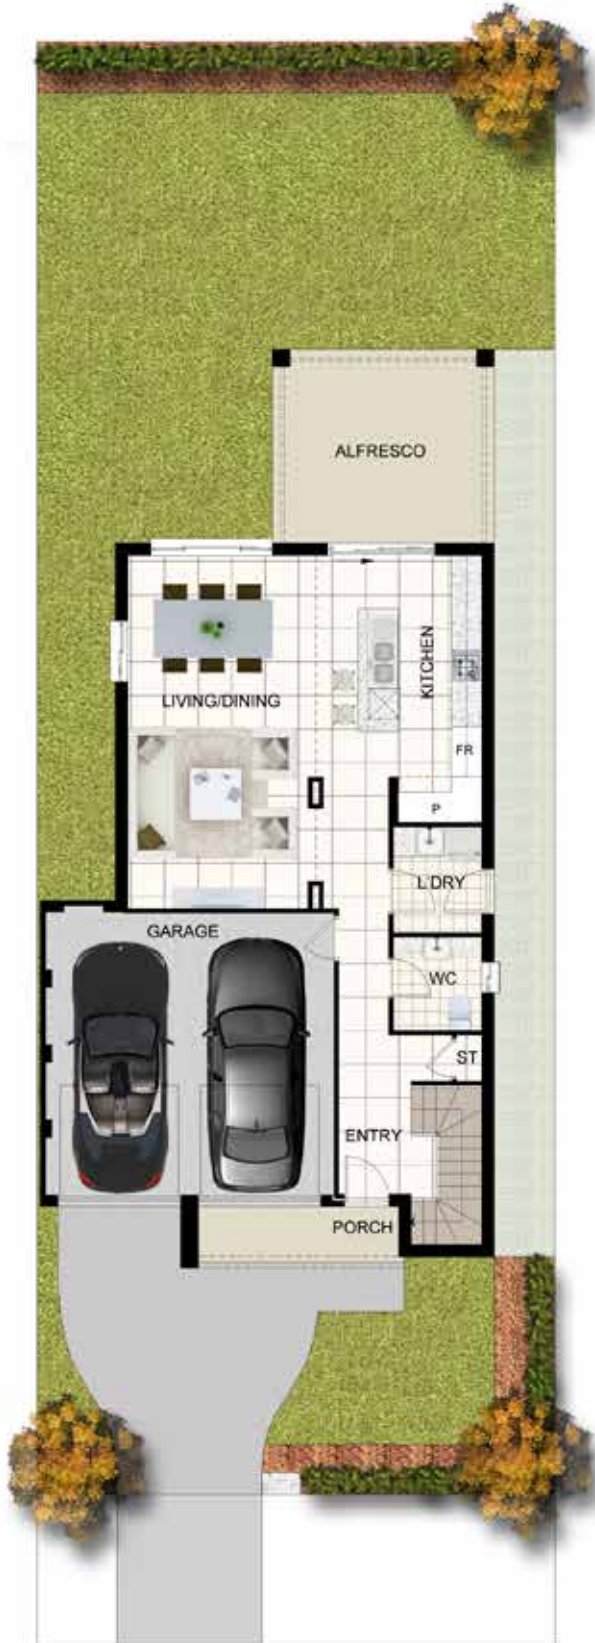 ALFRESCO
KITCHEN
LIVING/DINING
FR
P
L'DRY
GARAGE
WC
ST
ENTRY
PORCH